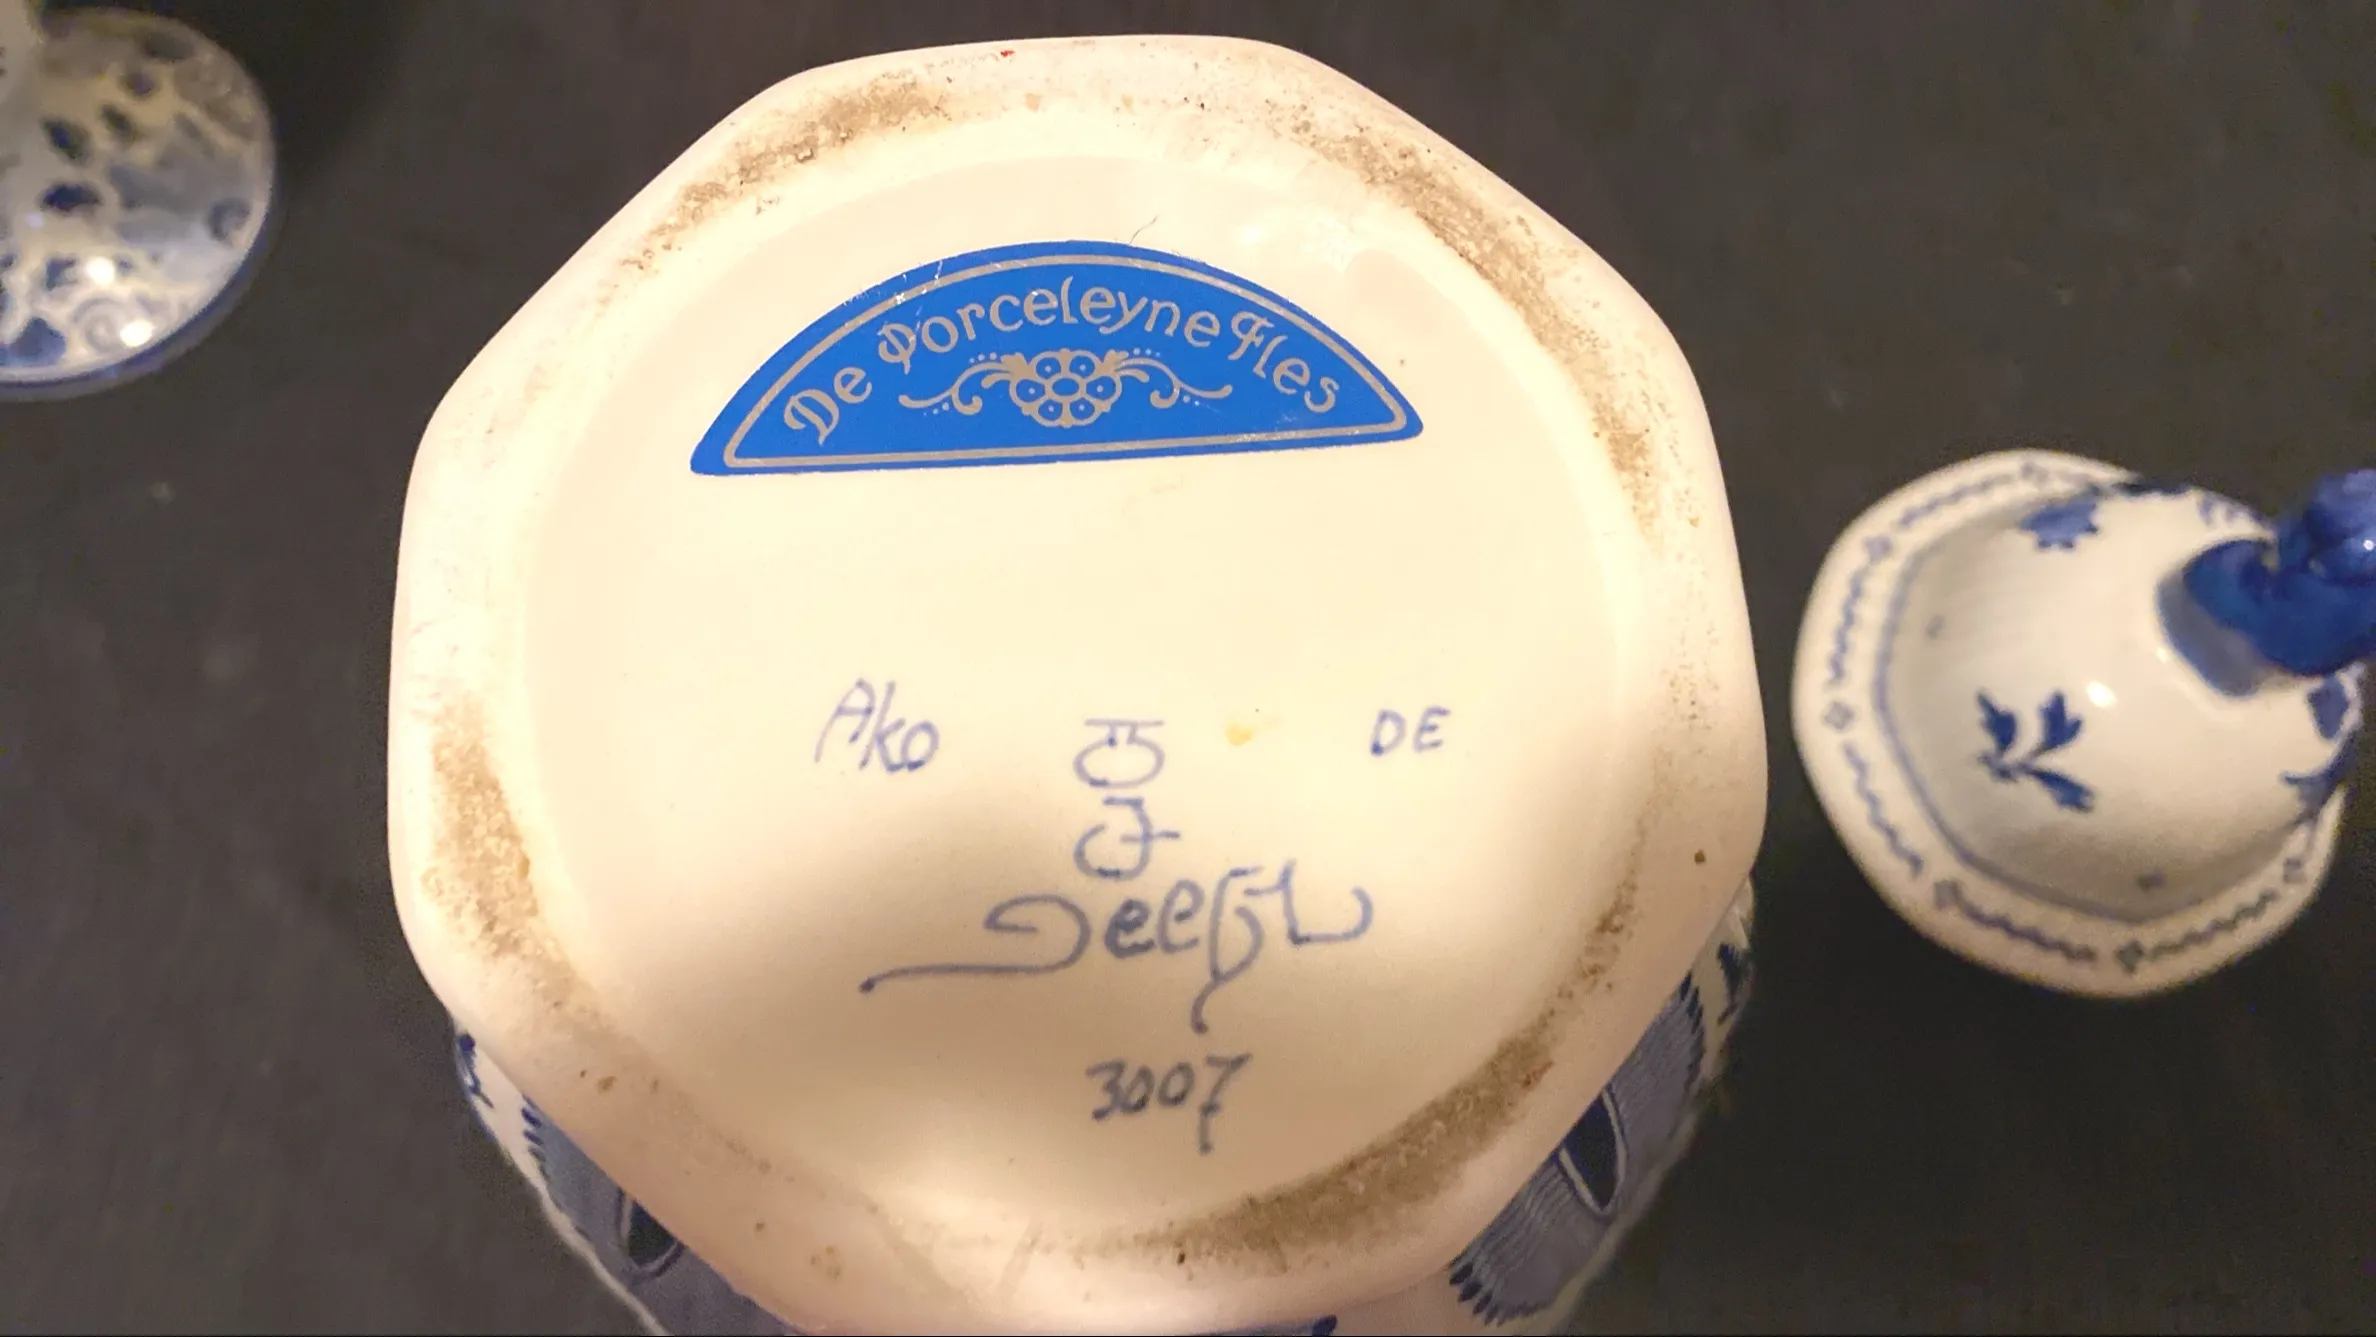 De Porceleyne Fles
Ako DE
Delft
3007